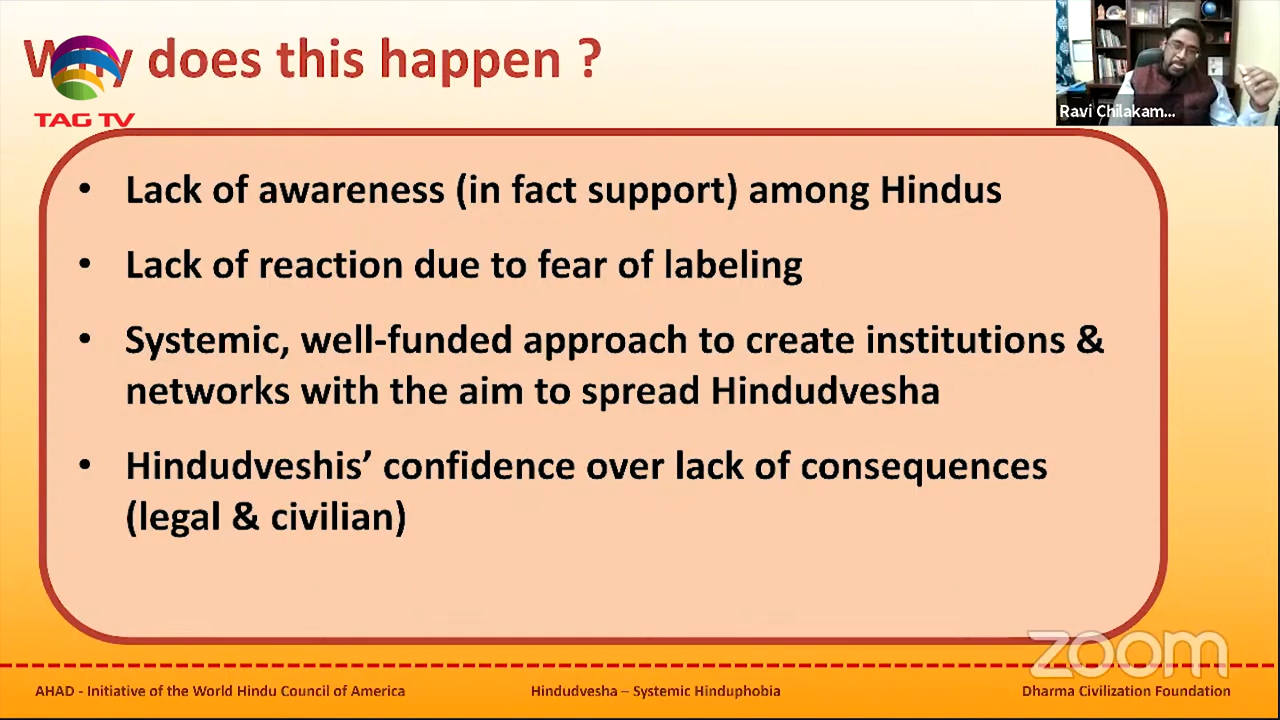 Why does this happen ?
TAG TV
Ravi Chilakam...
• Lack of awareness (in fact support) among Hindus
• Lack of reaction due to fear of labeling
• Systemic, well-funded approach to create institutions &
networks with the aim to spread Hindudvesha
• Hindudveshis’ confidence over lack of consequences
(legal & civilian)
zoom
AHAD - Initiative of the World Hindu Council of America
Hindudvesha – Systemic Hinduphobia
Dharma Civilization Foundation